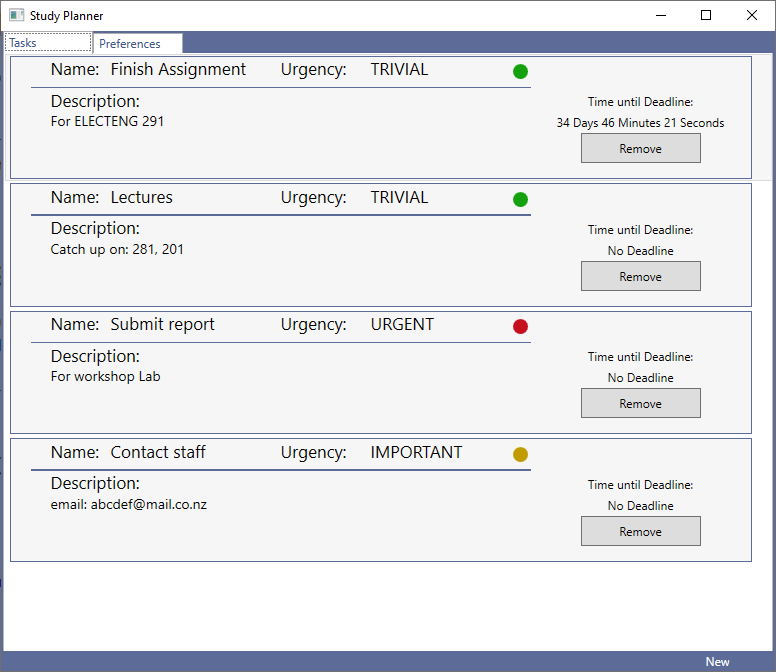 Study Planner
Tasks Preferences
Name: Finish Assignment Urgency: TRIVIAL
Description:
For ELECTENG 291
Time until Deadline:
34 Days 46 Minutes 21 Seconds
Remove
Name: Lectures Urgency: TRIVIAL
Description:
Catch up on: 281, 201
Time until Deadline:
No Deadline
Remove
Name: Submit report Urgency: URGENT
Description:
For workshop Lab
Time until Deadline:
No Deadline
Remove
Name: Contact staff Urgency: IMPORTANT
Description:
email: abcdef@mail.co.nz
Time until Deadline:
No Deadline
Remove
New